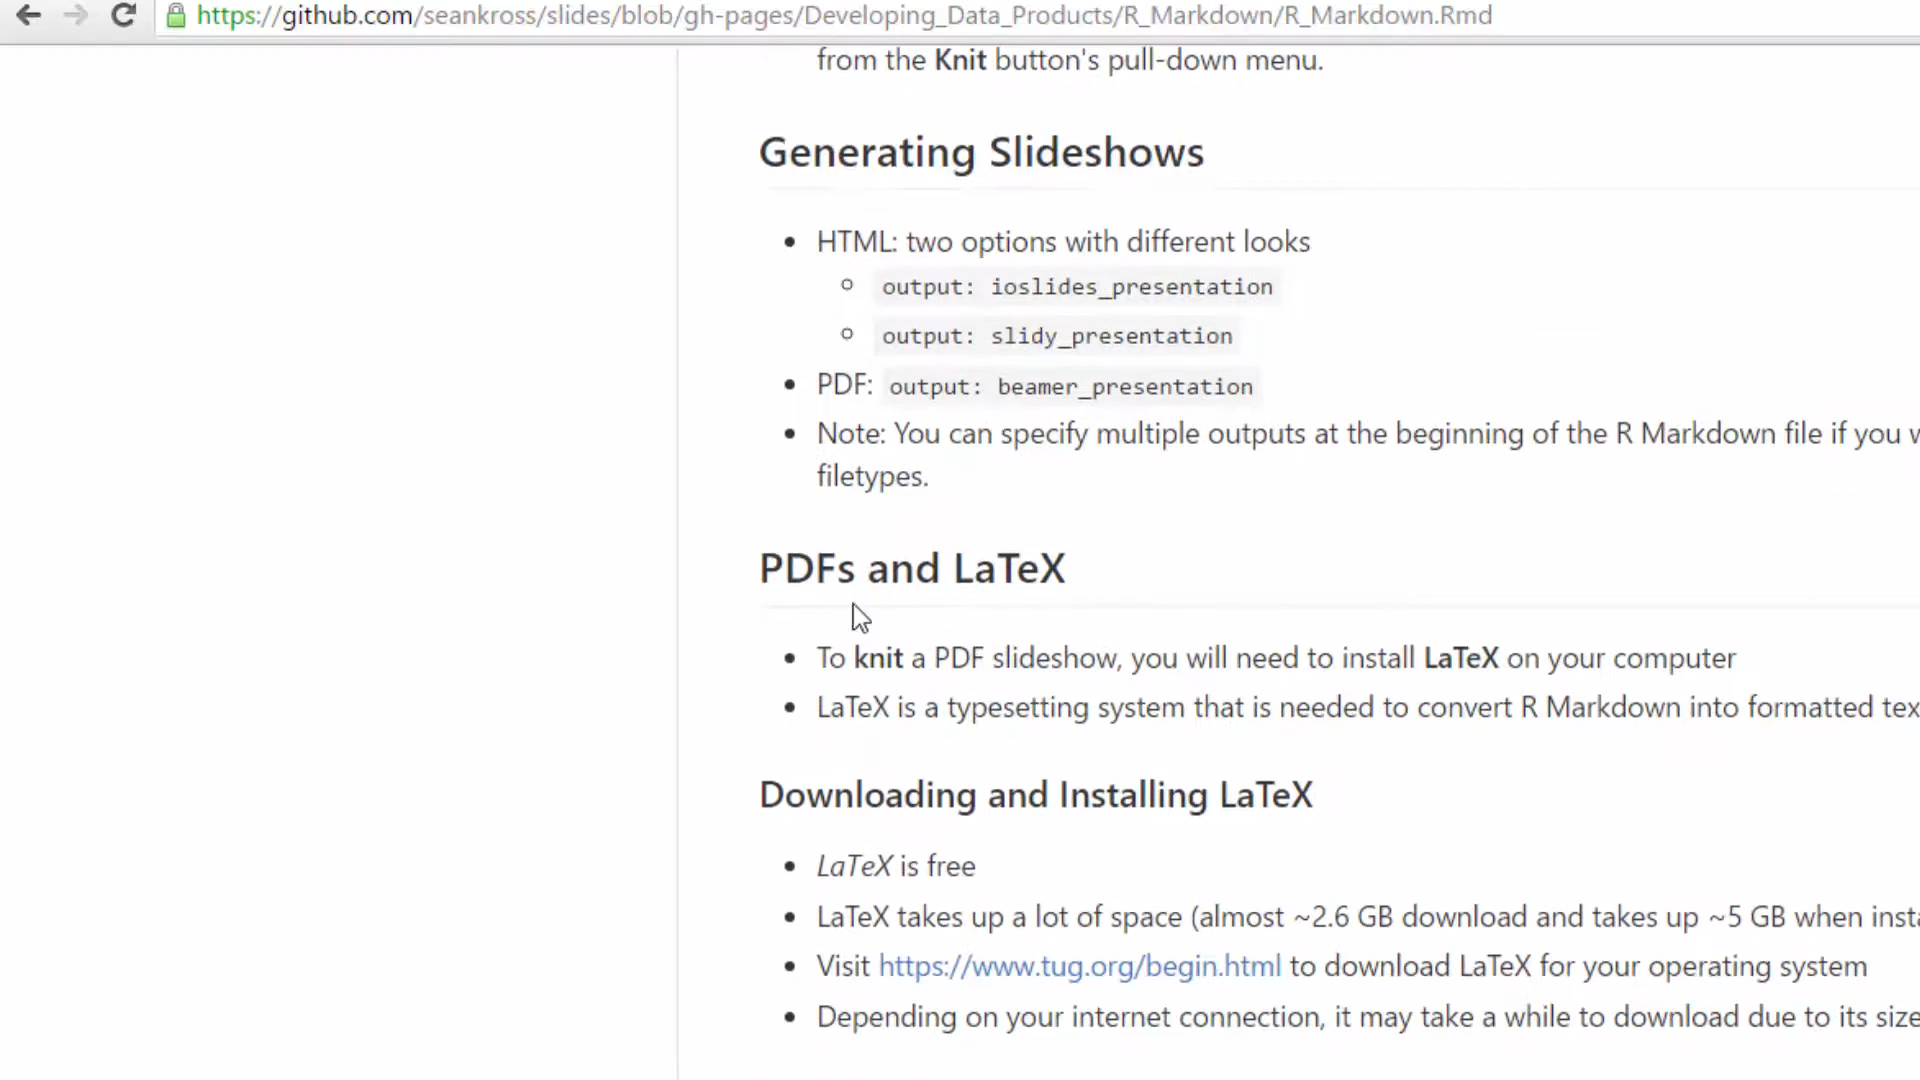 https://github.com/seankross/slides/blob/gh-pages/Developing_Data_Products/R_Markdown/R_Markdown.Rmd
from the Knit button's pull-down menu.
Generating Slideshows
HTML: two options with different looks
output: ioslides_presentation
output: slidy_presentation
PDF: output: beamer_presentation
Note: You can specify multiple outputs at the beginning of the R Markdown file if you
filetypes.
PDFs and LaTeX
To knit a PDF slideshow, you will need to install LaTeX on your computer
LaTeX is a typesetting system that is needed to convert R Markdown into formatted
Downloading and Installing LaTeX
LaTeX is free
LaTeX takes up a lot of space (almost ~2.6 GB download and takes up ~5 GB when
Visit https://www.tug.org/begin.html to download LaTeX for your operating system
Depending on your internet connection, it may take a while to download due to its size